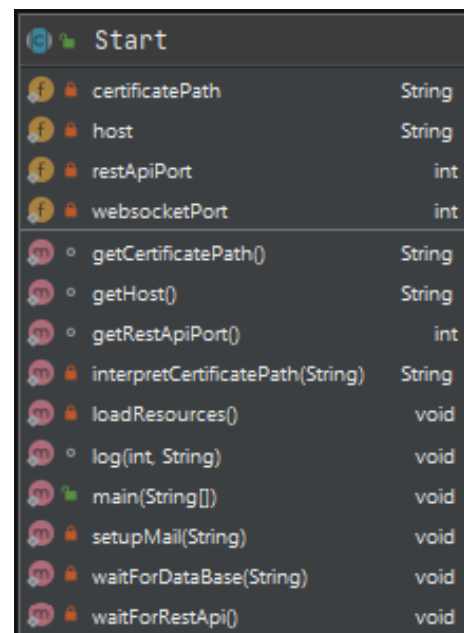 Start
certificatePath String
host String
restApiPort int
websocketPort int
getCertificatePath() String
getHost() String
getRestApiPort() int
interpretCertificatePath(String) String
loadResources() void
log(int, String) void
main(String[]) void
setupMail(String) void
waitForDataBase(String) void
waitForRestApi() void